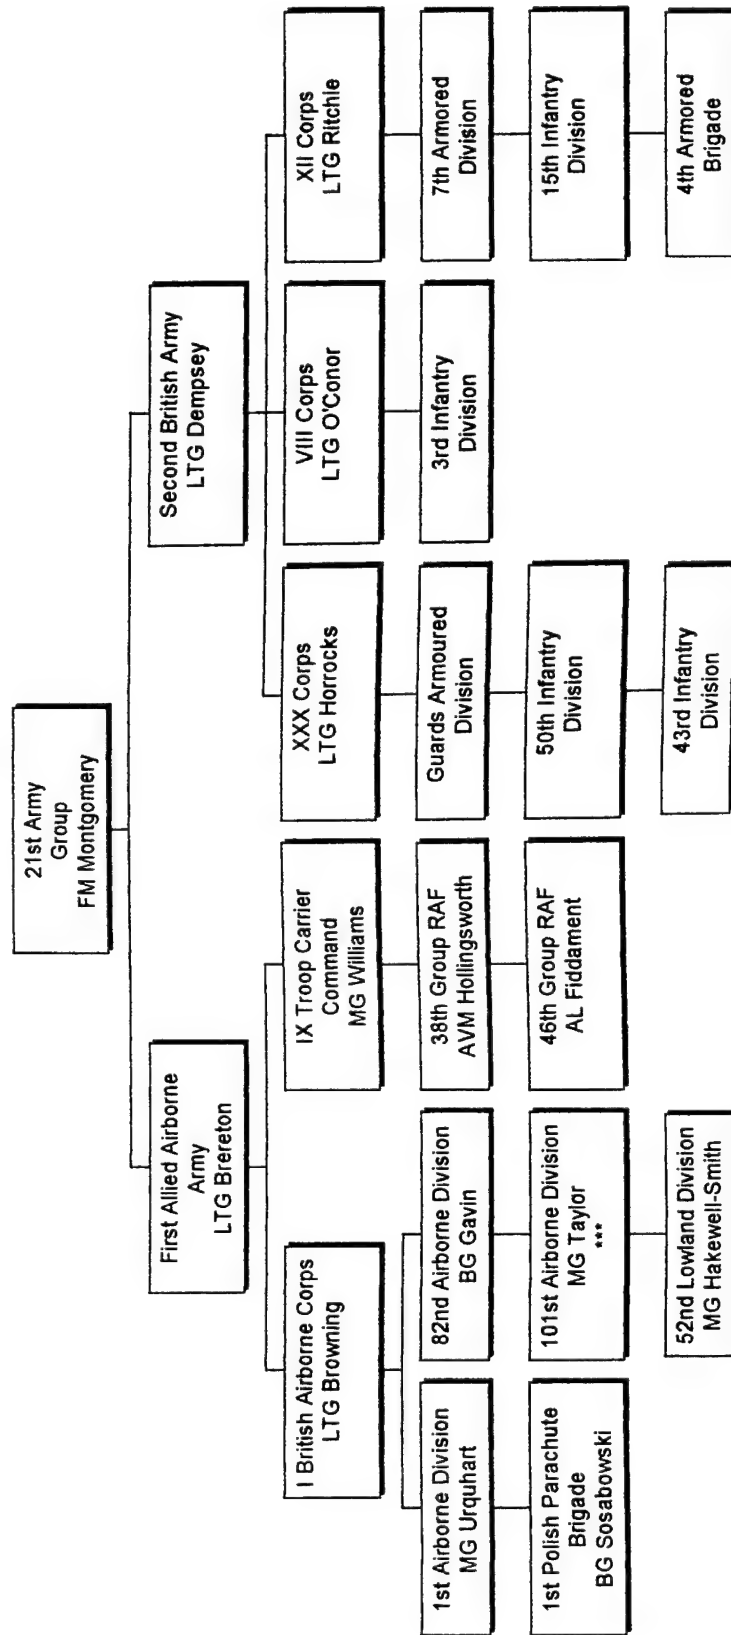 21st Army
Group
FM Montgomery
First Allied Airborne
Army
LTG Brereton
Second British Army
LTG Dempsey
I British Airborne Corps
LTG Browning
IX Troop Carrier
Command
MG Williams
XXX Corps
LTG Horrocks
VIII Corps
LTG O'Conor
XII Corps
LTG Ritchie
1st Airborne Division
MG Urquhart
82nd Airborne Division
BG Gavin
38th Group RAF
AVM Hollingsworth
Guards Armoured
Division
3rd Infantry
Division
7th Armored
Division
1st Polish Parachute
Brigade
BG Sosabowski
101st Airborne Division
MG Taylor
***
46th Group RAF
AL Fiddament
50th Infantry
Division
15th Infantry
Division
52nd Lowland Division
MG Hakewell-Smith
43rd Infantry
Division
4th Armored
Brigade